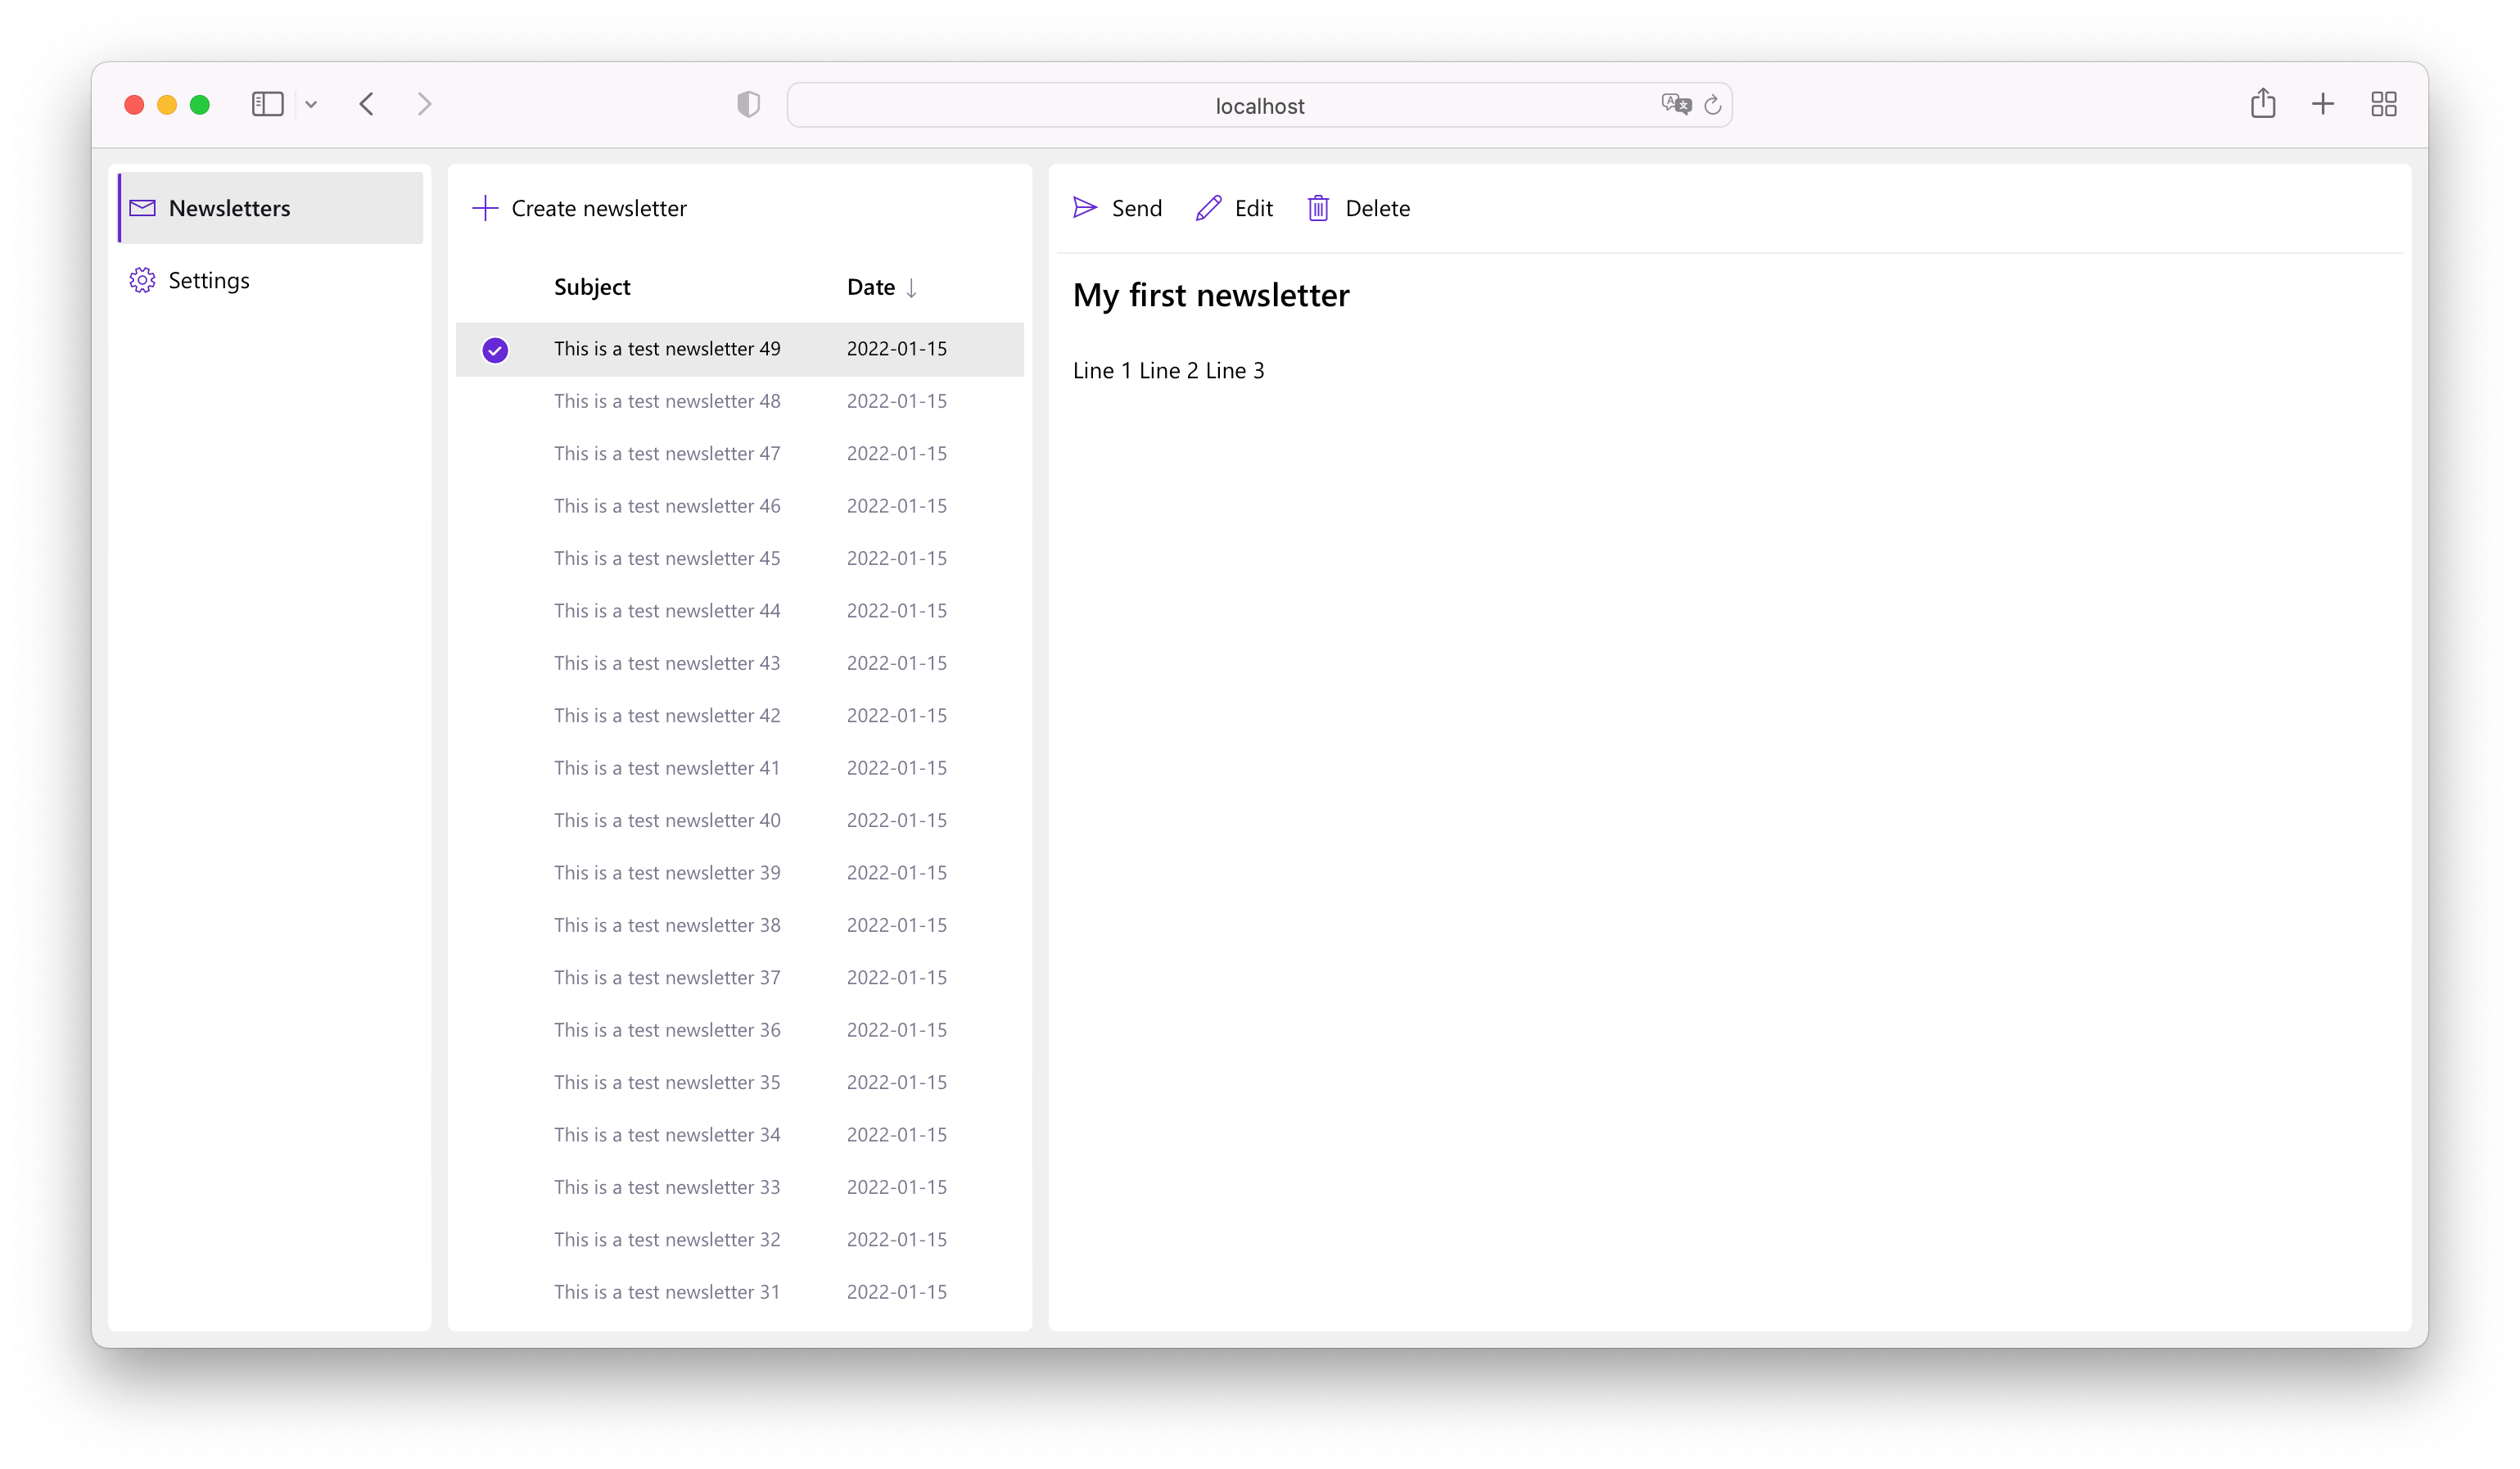 localhost
Newsletters
Settings
Create newsletter
Subject Date ↓
This is a test newsletter 49 2022-01-15
This is a test newsletter 48 2022-01-15
This is a test newsletter 47 2022-01-15
This is a test newsletter 46 2022-01-15
This is a test newsletter 45 2022-01-15
This is a test newsletter 44 2022-01-15
This is a test newsletter 43 2022-01-15
This is a test newsletter 42 2022-01-15
This is a test newsletter 41 2022-01-15
This is a test newsletter 40 2022-01-15
This is a test newsletter 39 2022-01-15
This is a test newsletter 38 2022-01-15
This is a test newsletter 37 2022-01-15
This is a test newsletter 36 2022-01-15
This is a test newsletter 35 2022-01-15
This is a test newsletter 34 2022-01-15
This is a test newsletter 33 2022-01-15
This is a test newsletter 32 2022-01-15
This is a test newsletter 31 2022-01-15
Send Edit Delete
My first newsletter
Line 1 Line 2 Line 3